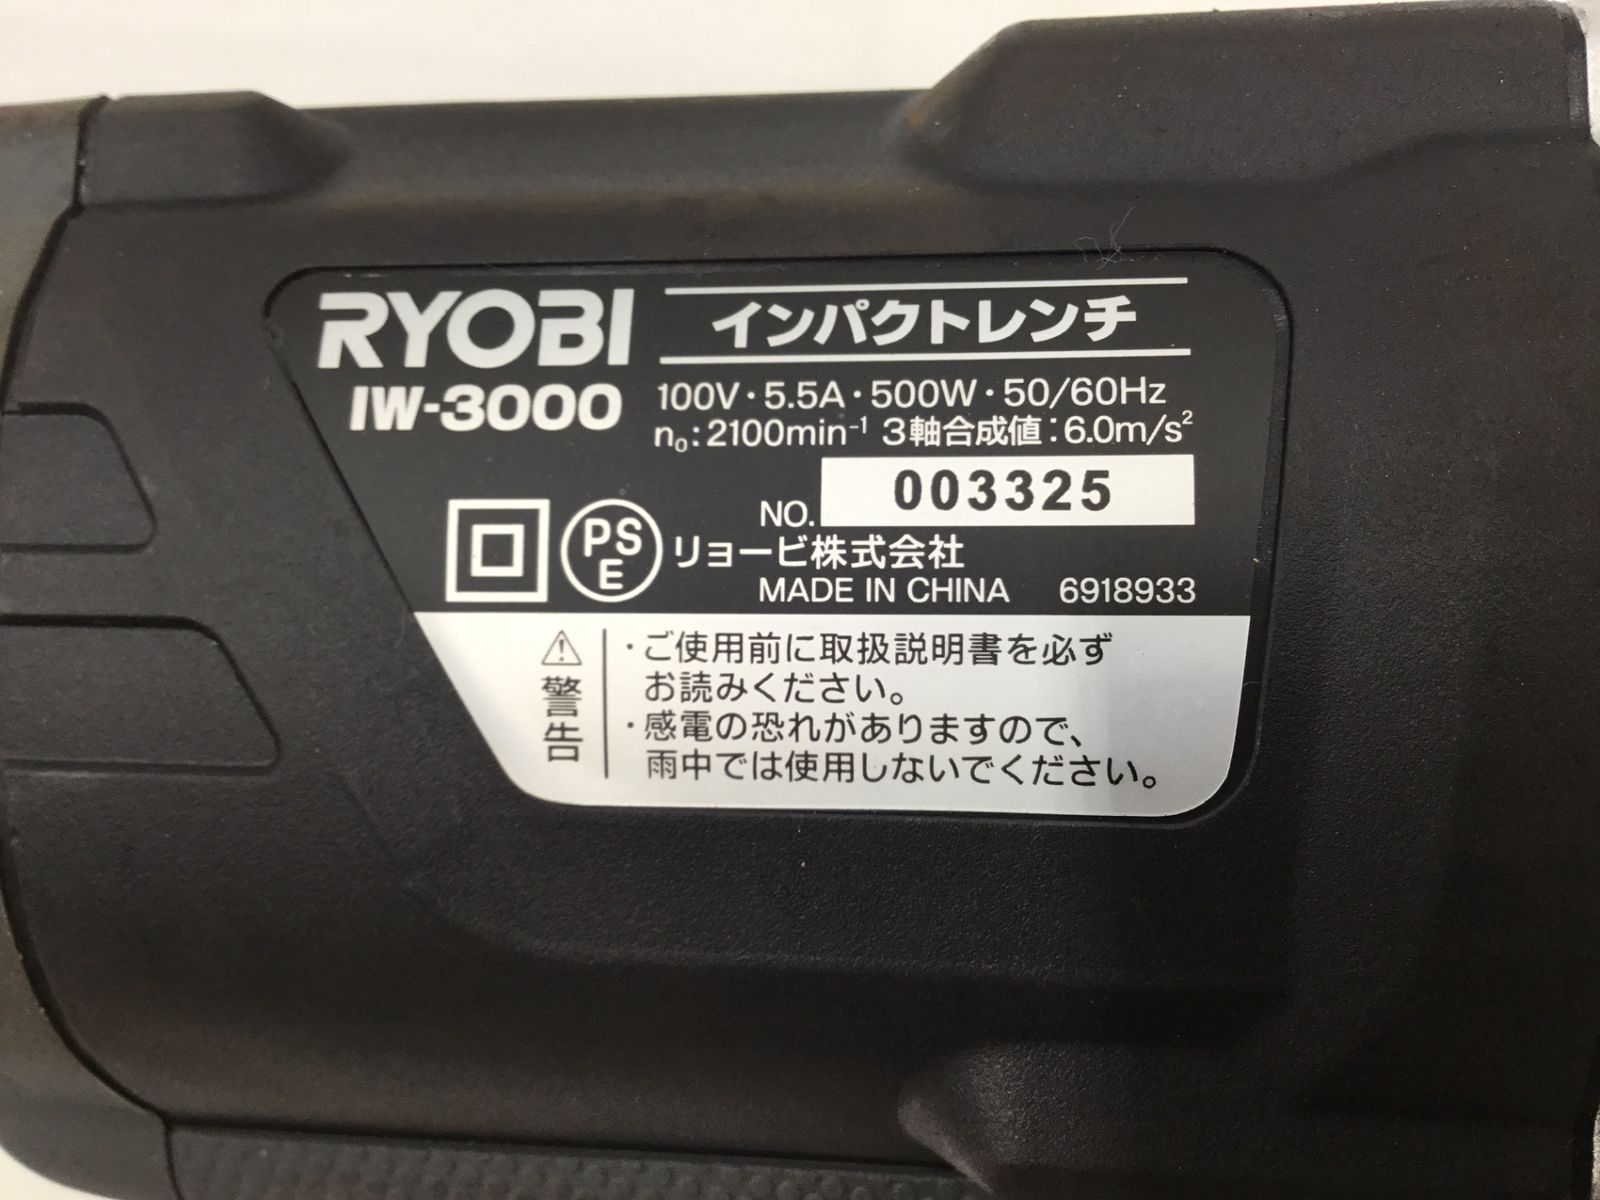 RYOBI
インパクトレンチ
IW-3000
100V・5.5A・500W・50/60Hz
n₀:2100min⁻¹ 3軸合成値:6.0m/s²
NO. 003325
PS
E
リョービ株式会社
MADE IN CHINA 6918933
⚠警告
・ご使用前に取扱説明書を必ず
お読みください。
・感電の恐れがありますので、
雨中では使用しないでください。